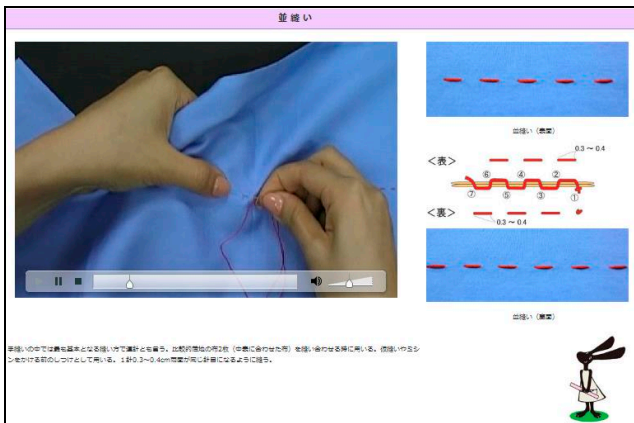 並縫い
並縫い（表面）
0.3 ～ 0.4
＜表＞
⑥ ④ ②
⑦ ⑤ ③ ①
＜裏＞
0.3 ～ 0.4
並縫い（裏面）
手縫いの中では最も基本となる縫い方で運針とも言う。比較的薄地の布2枚（中表に合わせた布）を縫い合わせる時に用いる。仮縫いやミシ
ンをかける前のしつけとして用いる。1針0.3～0.4cm両面が同じ針目になるように縫う。